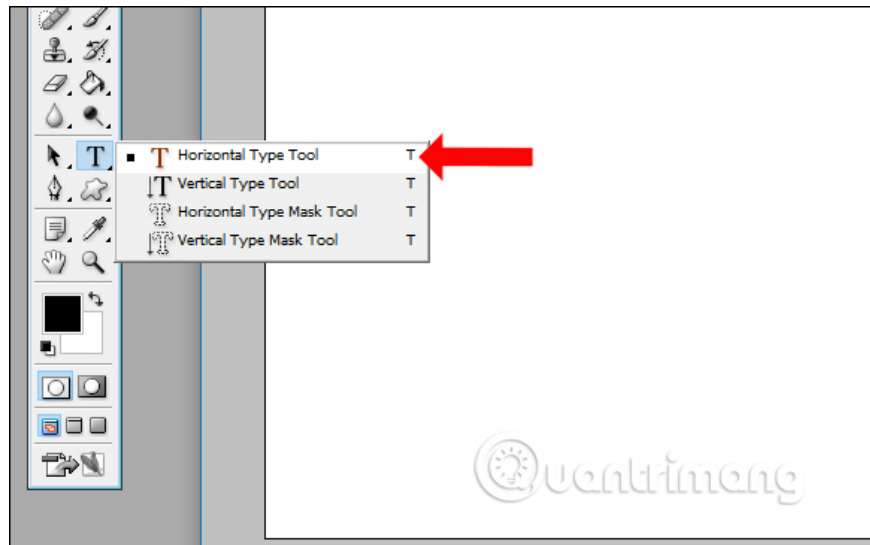 Horizontal Type Tool T
Vertical Type Tool T
Horizontal Type Mask Tool T
Vertical Type Mask Tool T
Quantrimang